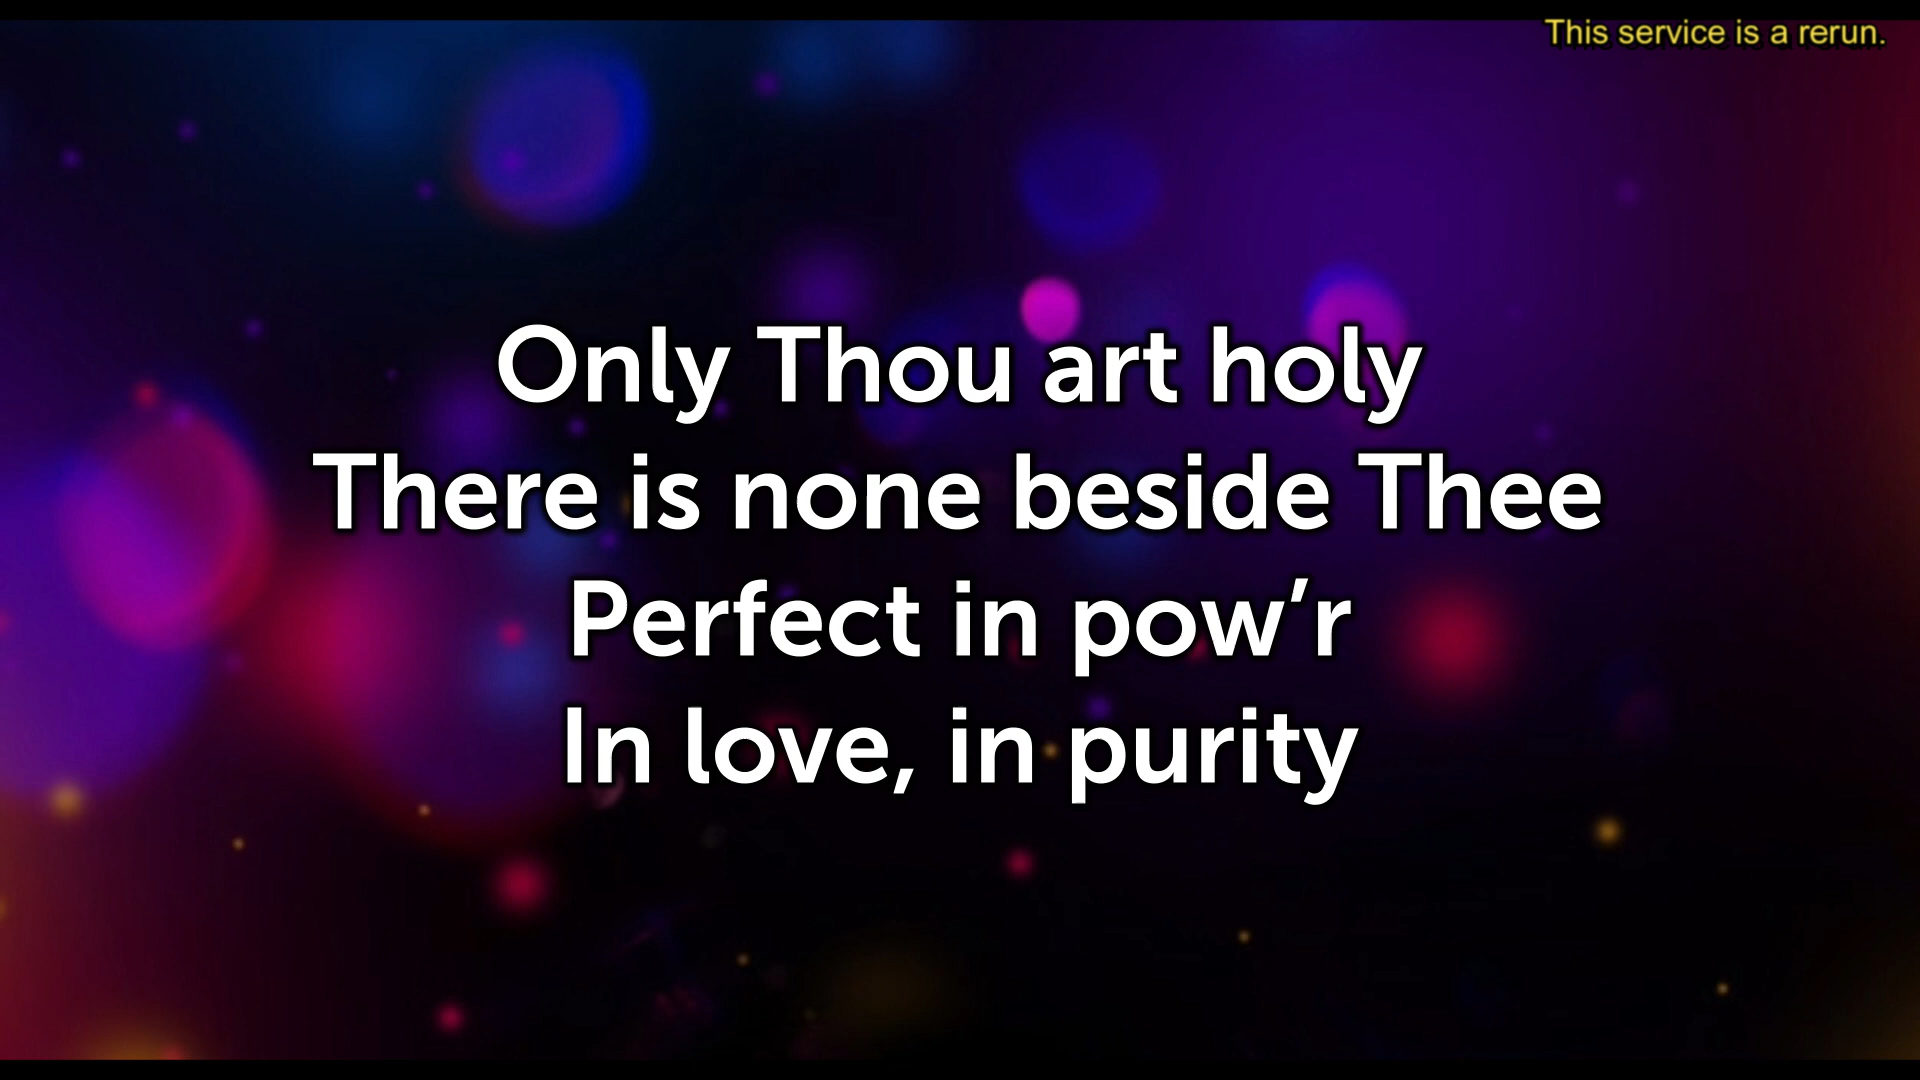 This service is a rerun.
Only Thou art holy
There is none beside Thee
Perfect in pow’r
In love, in purity